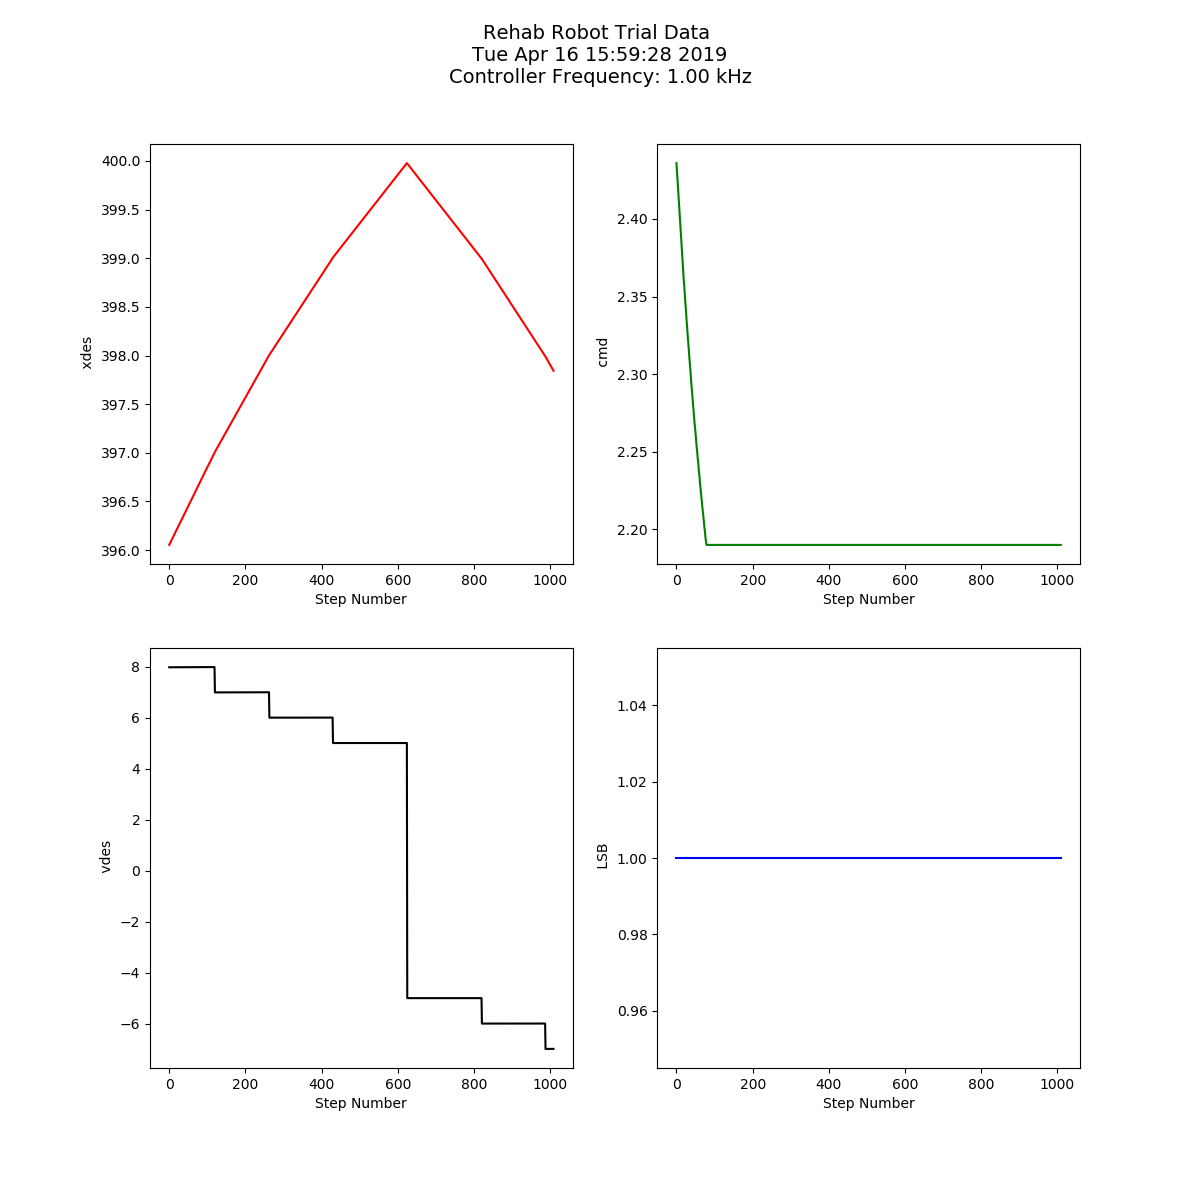 Rehab Robot Trial Data
Tue Apr 16 15:59:28 2019
Controller Frequency: 1.00 kHz
400.0
399.5
399.0
398.5
398.0
397.5
397.0
396.5
396.0
xdes
0 200 400 600 800 1000
Step Number
2.40
2.35
2.30
2.25
2.20
cmd
0 200 400 600 800 1000
Step Number
8
6
4
2
0
−2
−4
−6
vdes
0 200 400 600 800 1000
Step Number
1.04
1.02
1.00
0.98
0.96
LSB
0 200 400 600 800 1000
Step Number